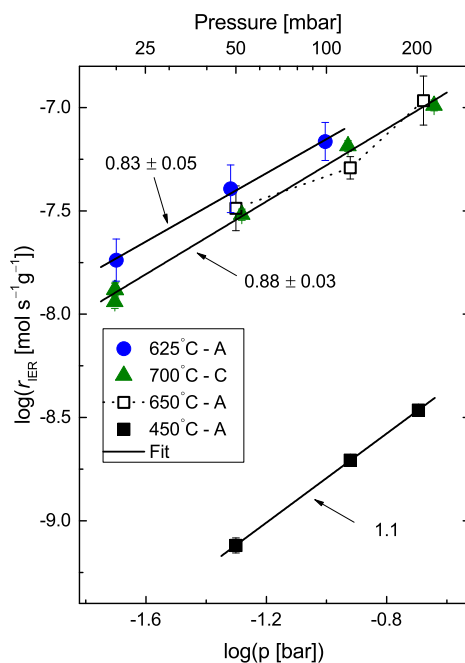 Pressure [mbar]
25 50 100 200
-7.0
-7.5
-8.0
-8.5
-9.0
log(r_IER [mol s⁻¹g⁻¹])
0.83 ± 0.05
0.88 ± 0.03
625°C - A
700°C - C
650°C - A
450°C - A
Fit
1.1
-1.6 -1.2 -0.8
log(p [bar])